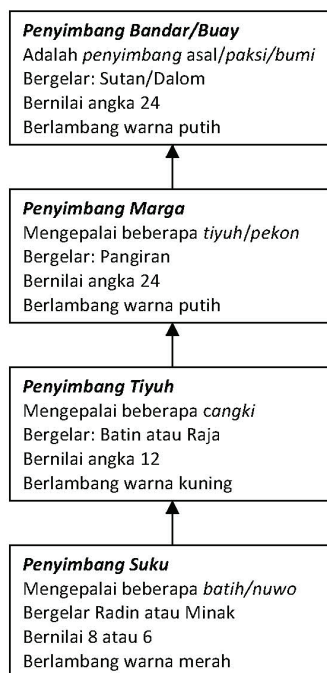 Penyimbang Bandar/Buay
Adalah penyimbang asal/paksi/bumi
Bergelar: Sutan/Dalom
Bernilai angka 24
Berlambang warna putih
Penyimbang Marga
Mengepalai beberapa tiyuh/pekon
Bergelar: Pangiran
Bernilai angka 24
Berlambang warna putih
Penyimbang Tiyuh
Mengepalai beberapa cangki
Bergelar: Batin atau Raja
Bernilai angka 12
Berlambang warna kuning
Penyimbang Suku
Mengepalai beberapa batih/nuwo
Bergelar Radin atau Minak
Bernilai 8 atau 6
Berlambang warna merah